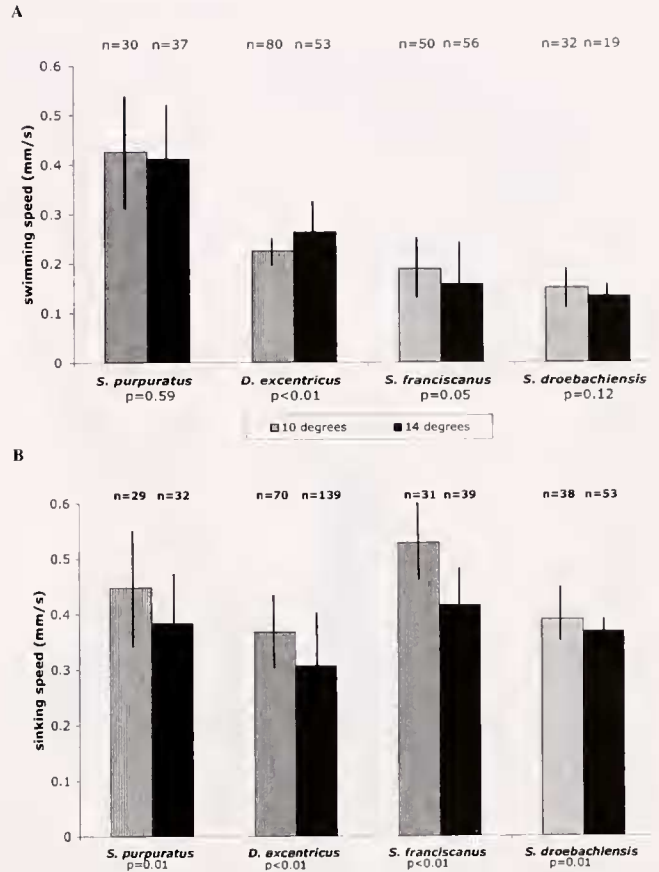 A
n=30 n=37 n=80 n=53 n=50 n=56 n=32 n=19
0.6
0.5
0.4
0.3
0.2
0.1
0
swimming speed (mm/s)
S. purpuratus D. excentricus S. franciscanus S. droebachiensis
p=0.59 p<0.01 p=0.05 p=0.12
10 degrees 14 degrees
B
n=29 n=32 n=70 n=139 n=31 n=39 n=38 n=53
0.6
0.5
0.4
0.3
0.2
0.1
0
sinking speed (mm/s)
S. purpuratus D. excentricus S. franciscanus S. droebachiensis
p=0.01 p<0.01 p<0.01 p=0.01